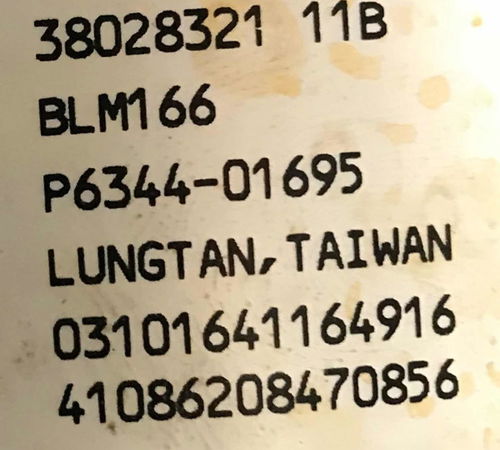 38028321 11B
BLM166
P6344-01695
LUNGTAN, TAIWAN
03101641164916
41086208470856